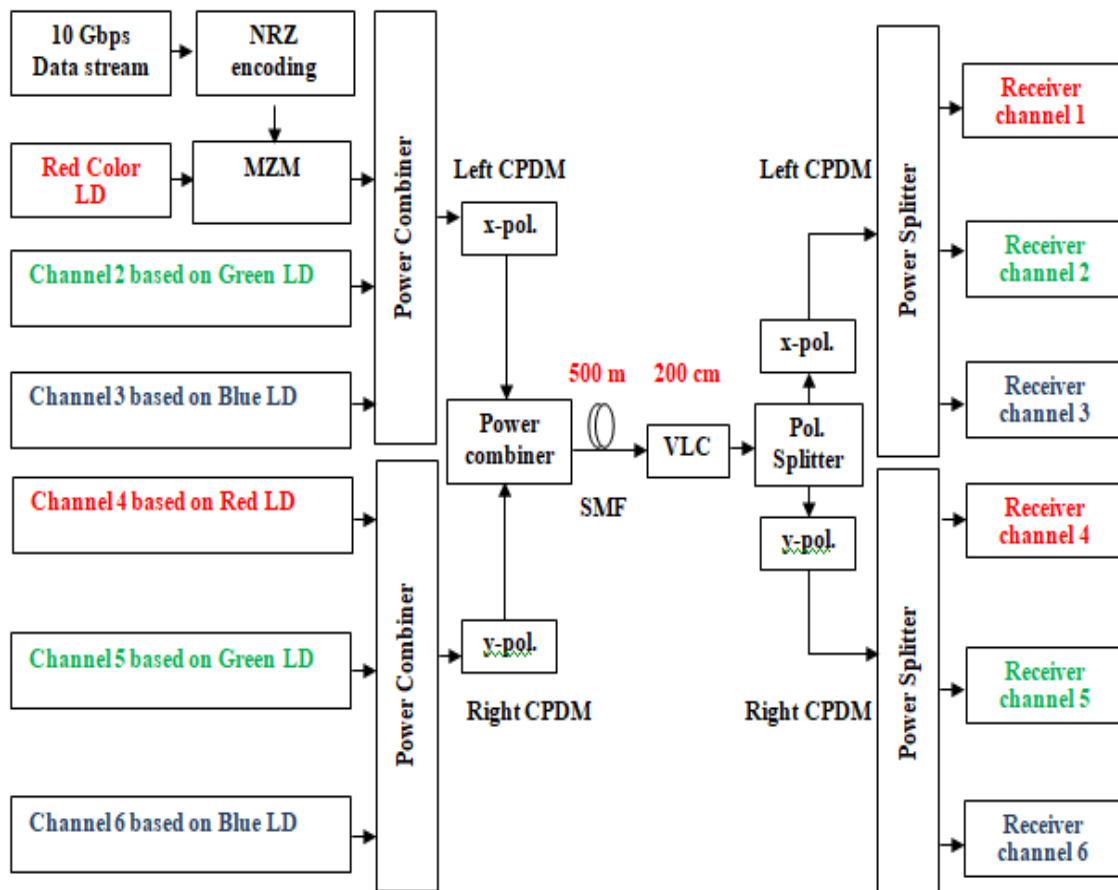 10 Gbps
Data stream
NRZ
encoding
Red Color
LD
MZM
Channel 2 based on Green LD
Channel 3 based on Blue LD
Power Combiner
Left CPDM
x-pol.
Channel 4 based on Red LD
Channel 5 based on Green LD
Channel 6 based on Blue LD
Power Combiner
y-pol.
Right CPDM
Power
combiner
500 m
SMF
200 cm
VLC
Pol.
Splitter
x-pol.
Left CPDM
y-pol.
Right CPDM
Power Splitter
Power Splitter
Receiver
channel 1
Receiver
channel 2
Receiver
channel 3
Receiver
channel 4
Receiver
channel 5
Receiver
channel 6